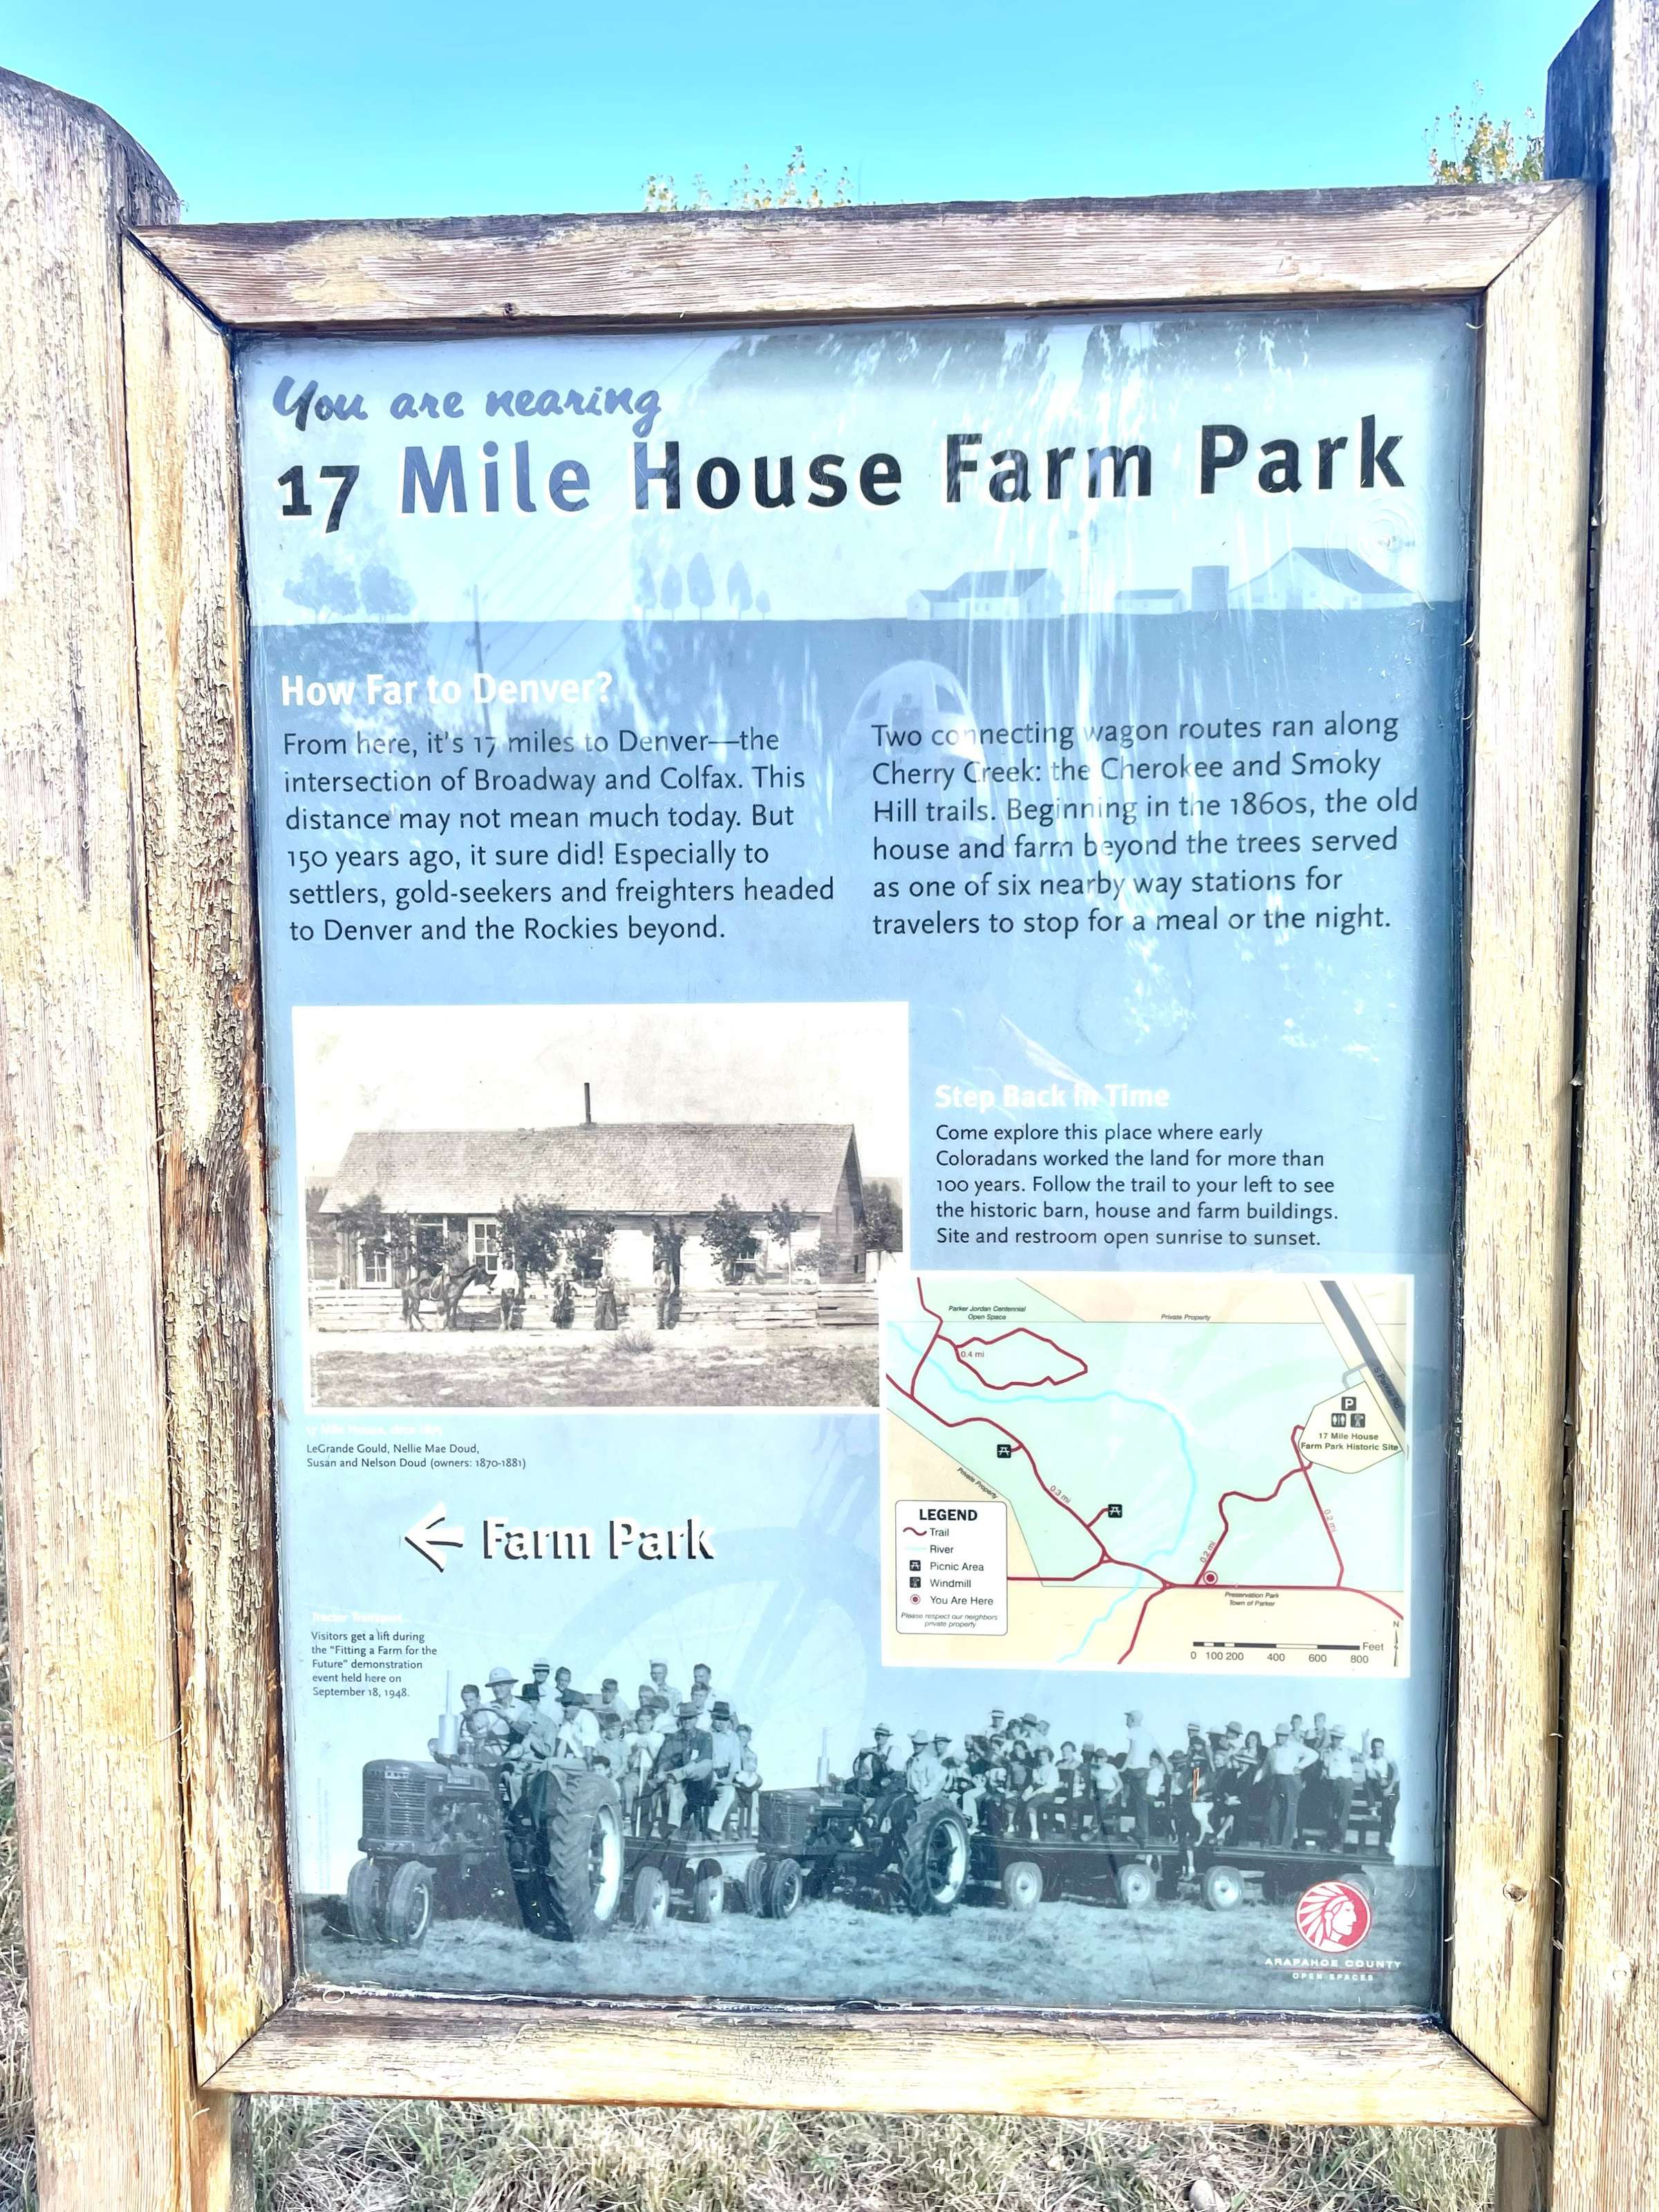 You are nearing
17 Mile House Farm Park
How Far to Denver?
From here, it's 17 miles to Denver—the
intersection of Broadway and Colfax. This
distance may not mean much today. But
150 years ago, it sure did! Especially to
settlers, gold-seekers and freighters headed
to Denver and the Rockies beyond.
Two connecting wagon routes ran along
Cherry Creek: the Cherokee and Smoky
Hill trails. Beginning in the 1860s, the old
house and farm beyond the trees served
as one of six nearby way stations for
travelers to stop for a meal or the night.
Step Back in Time
Come explore this place where early
Coloradans worked the land for more than
100 years. Follow the trail to your left to see
the historic barn, house and farm buildings.
Site and restroom open sunrise to sunset.
17 Mile House,
LeGrande Gould, Nellie Mae Doud,
Susan and Nelson Doud (owners: 1870-1881)
Farm Park
Tractor Transport
Visitors get a lift during
the "Fitting a Farm for the
Future" demonstration
event held here on
September 18, 1948.
Parker Jordan Centennial
Open Space
Private Property
0.4 mi
S Parker Rd
P
17 Mile House
Farm Park Historic Site
Private Property
0.3 mi
0.2 mi
0.2 mi
LEGEND
Trail
River
Picnic Area
Windmill
You Are Here
Please respect our neighbors
private property
Preservation Park
Town of Parker
N
Feet
0 100 200 400 600 800
ARAPAHOE COUNTY
OPEN SPACES